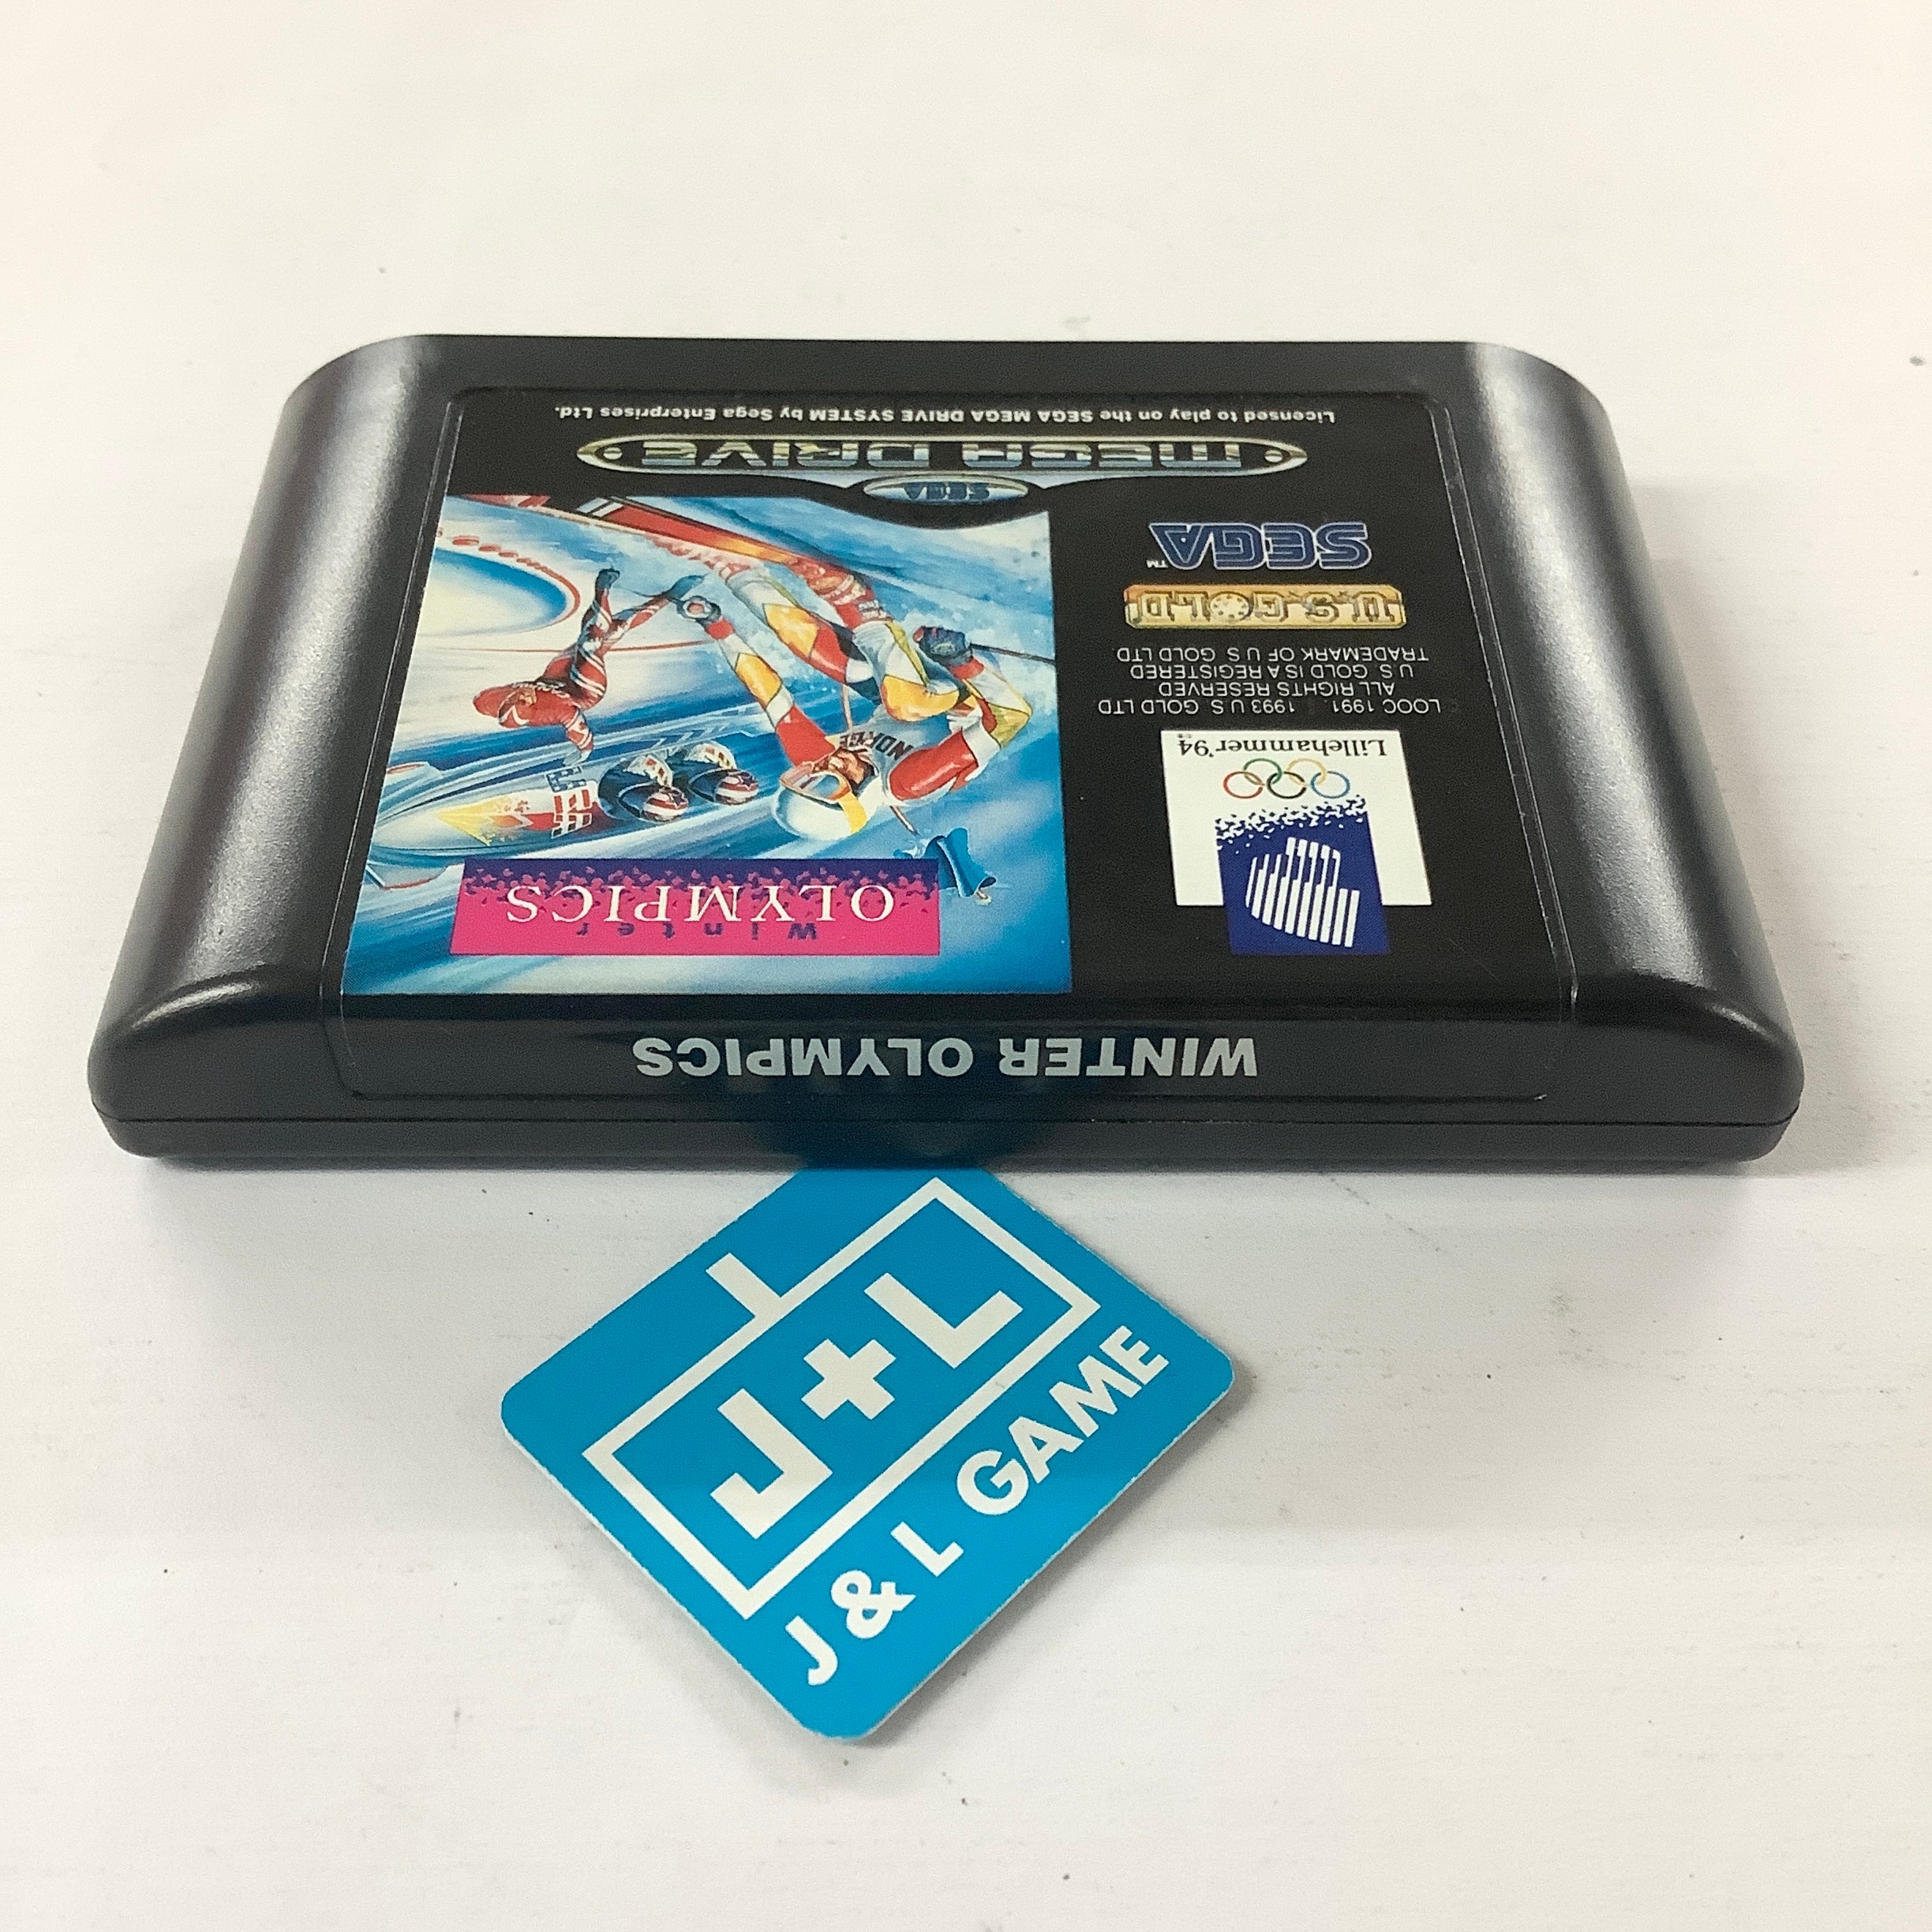 WINTER OLYMPICS
winter
OLYMPICS
NORGE
Lillehammer'94
LOOC 1991. 1993 U.S. GOLD LTD
ALL RIGHTS RESERVED
U.S. GOLD IS A REGISTERED
TRADEMARK OF U.S. GOLD LTD.
U.S. GOLD
SEGA™
SEGA
MEGA DRIVE
Licensed to play on the SEGA MEGA DRIVE SYSTEM by Sega Enterprises Ltd.
J+L
J & L GAME